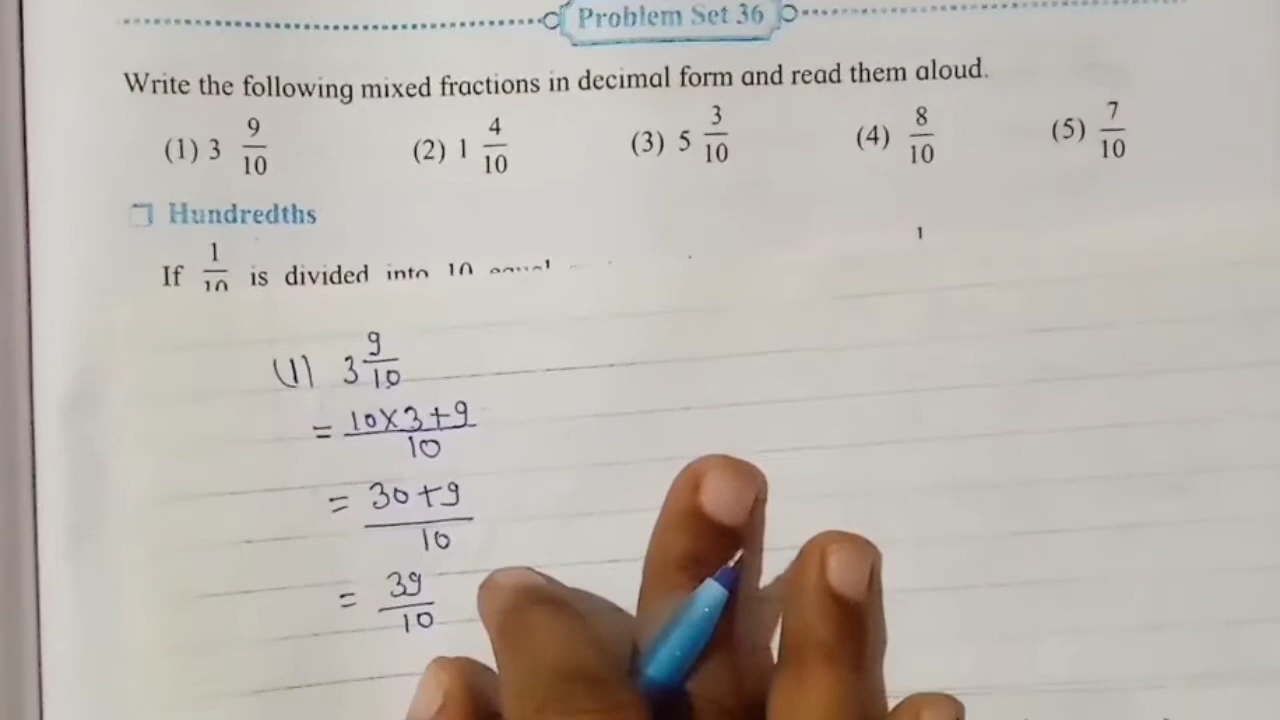 Problem Set 36
Write the following mixed fractions in decimal form and read them aloud.
(1) 3 9/10 (2) 1 4/10 (3) 5 3/10 (4) 8/10 (5) 7/10
Hundredths
If 1/10 is divided into 10 equal 1
(1) 3 9/10
= 10×3+9/10
= 30+9/10
= 39/10